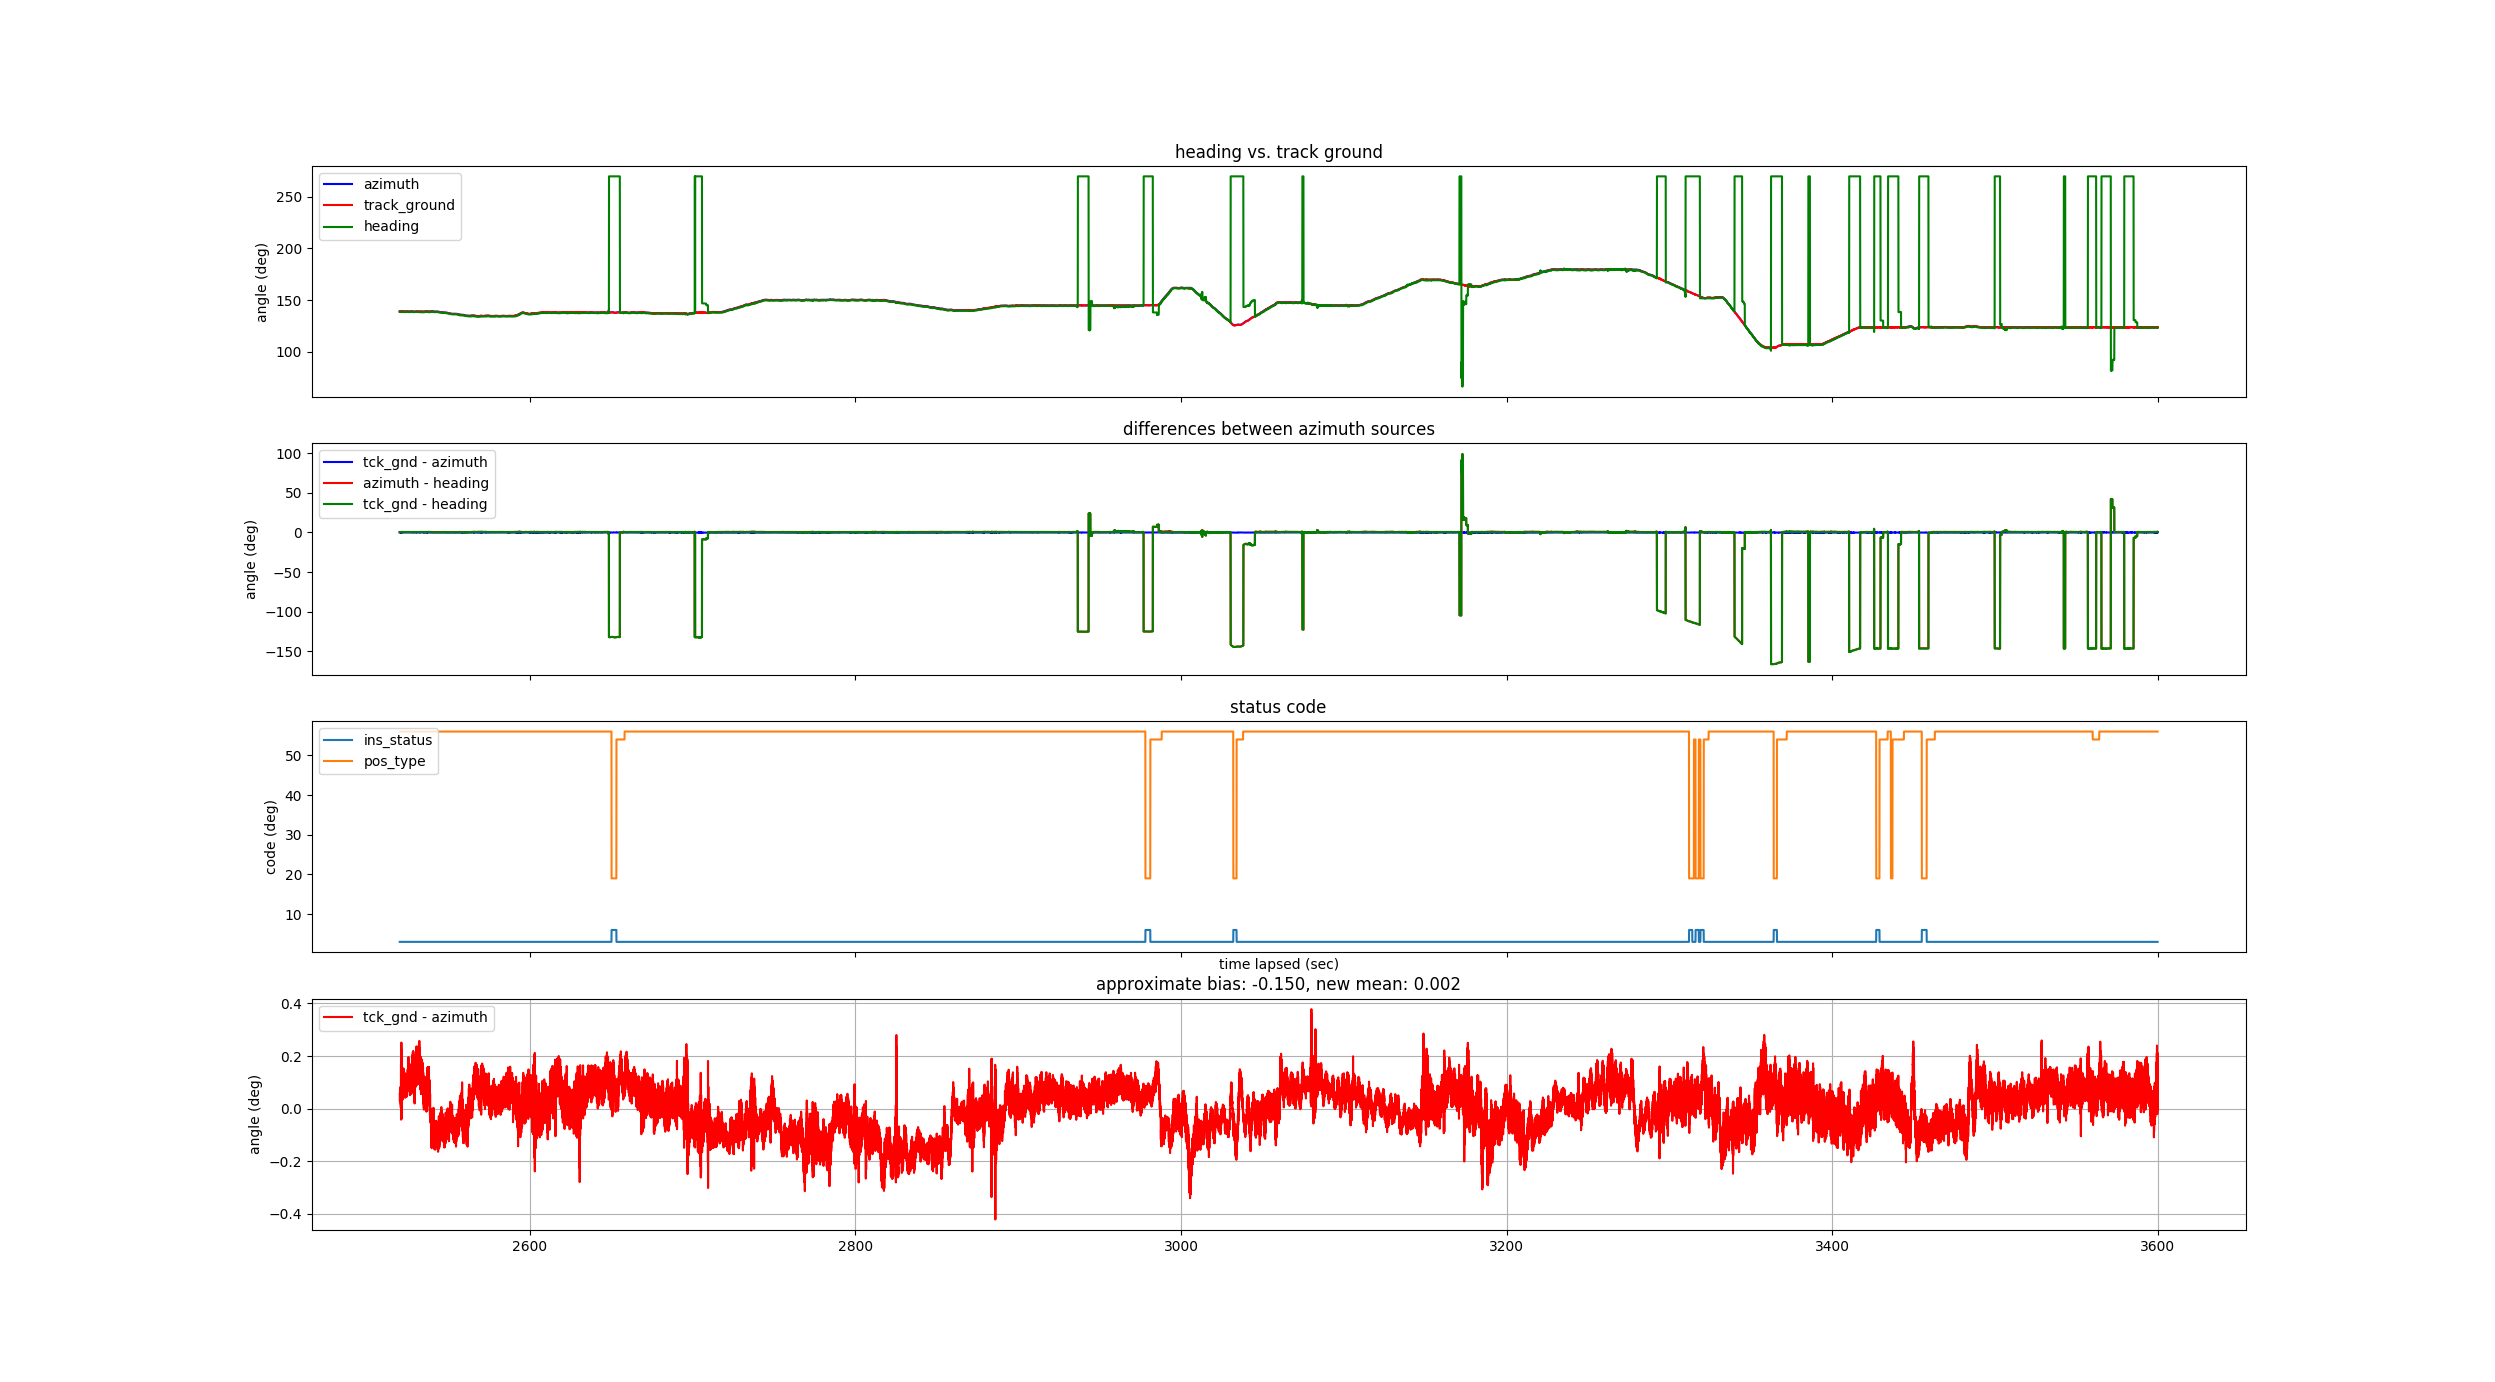 heading vs. track ground
azimuth
track_ground
heading
angle (deg)
250
200
150
100
differences between azimuth sources
tck_gnd - azimuth
azimuth - heading
tck_gnd - heading
angle (deg)
100
50
0
−50
−100
−150
status code
ins_status
pos_type
code (deg)
50
40
30
20
10
time lapsed (sec)
approximate bias: -0.150, new mean: 0.002
tck_gnd - azimuth
angle (deg)
0.4
0.2
0.0
−0.2
−0.4
2600 2800 3000 3200 3400 3600